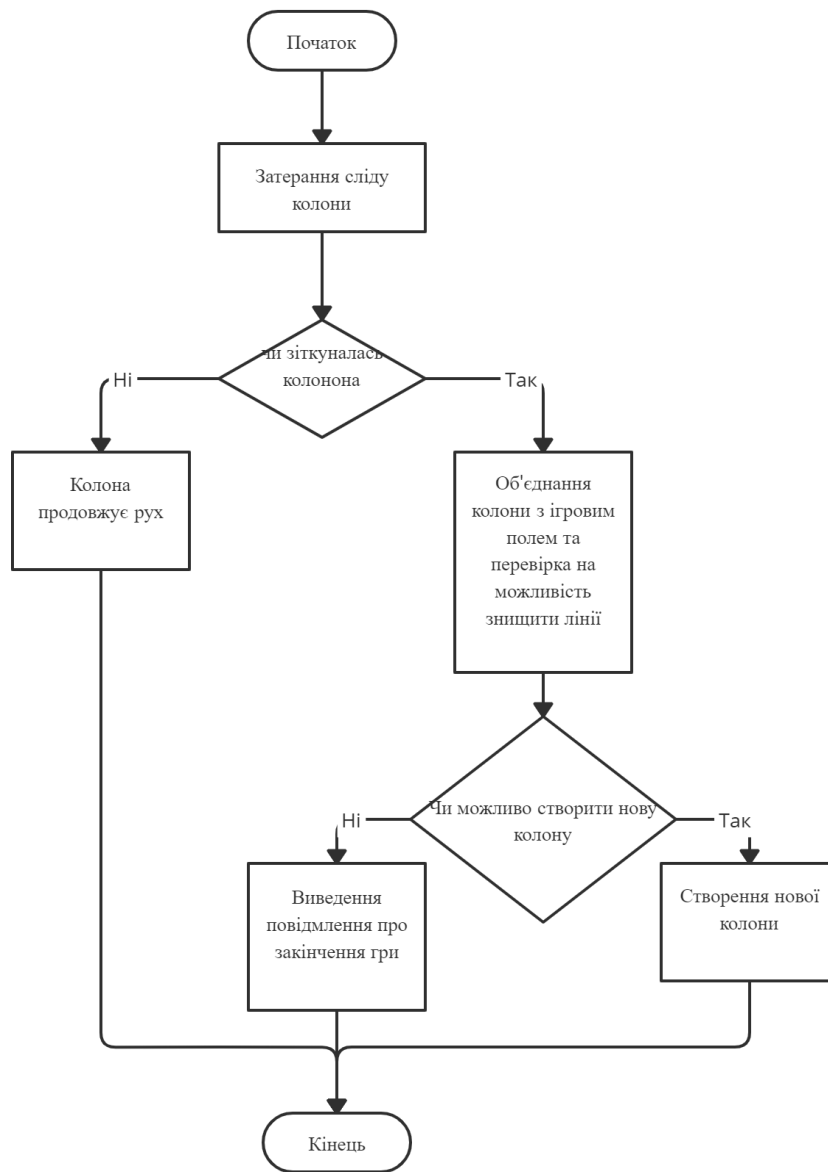 Початок
Затерання сліду
колони
чи зіткуналась
колонона
Ні
Так
Колона
продовжує рух
Об'єднання
колони з ігровим
полем та
перевірка на
можливість
знищити лінії
Чи можливо створити нову
колону
Ні
Так
Виведення
повідмлення про
закінчення гри
Створення нової
колони
Кінець